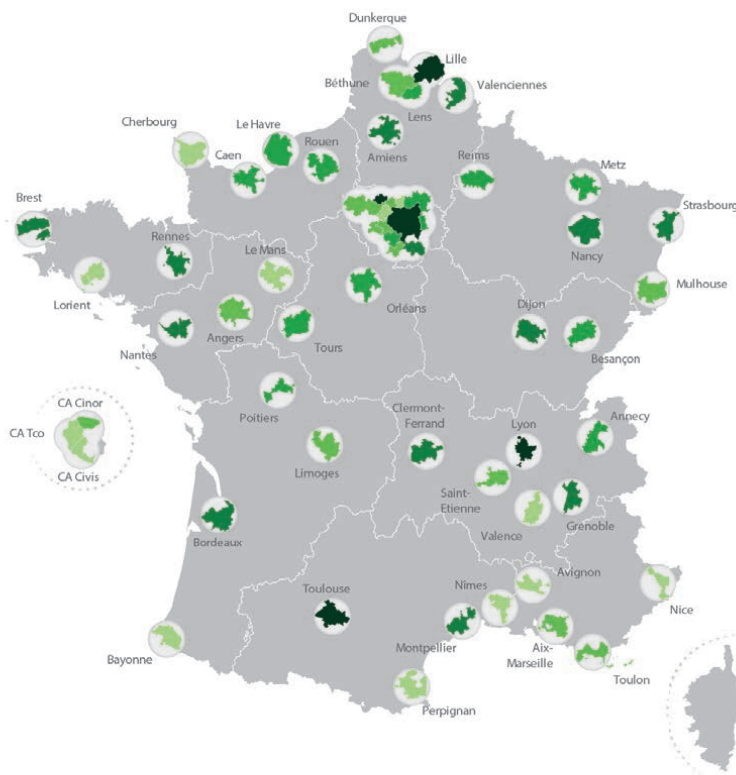 Dunkerque
Lille
Béthune
Valenciennes
Lens
Cherbourg
Le Havre
Rouen
Caen
Amiens
Reims
Metz
Strasbourg
Brest
Rennes
Nancy
Le Mans
Lorient
Mulhouse
Orléans
Dijon
Angers
Tours
Nantes
Besançon
CA Cinor
Poitiers
Clermont-
Ferrand
Lyon
Annecy
CA Tco
Limoges
CA Civis
Saint-
Etienne
Valence
Grenoble
Bordeaux
Avignon
Toulouse
Nîmes
Nice
Montpellier
Aix-
Marseille
Bayonne
Toulon
Perpignan